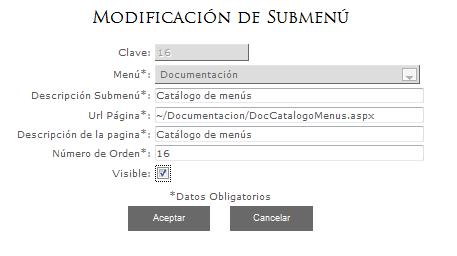 Modificación de Submenú
Clave: 16
Menú*: Documentación
Descripción Submenú*: Catálogo de menús
Url Página*: ~/Documentacion/DocCatalogoMenus.aspx
Descripción de la pagina*: Catálogo de menús
Número de Orden*: 16
Visible:
*Datos Obligatorios
Aceptar Cancelar